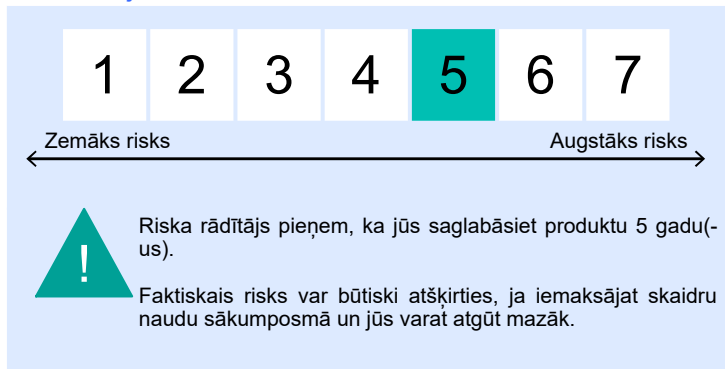 1 2 3 4 5 6 7
Zemāks risks Augstāks risks
!
Riska rādītājs pieņem, ka jūs saglabāsiet produktu 5 gadu(-
us).
Faktiskais risks var būtiski atšķirties, ja iemaksājat skaidru
naudu sākumposmā un jūs varat atgūt mazāk.